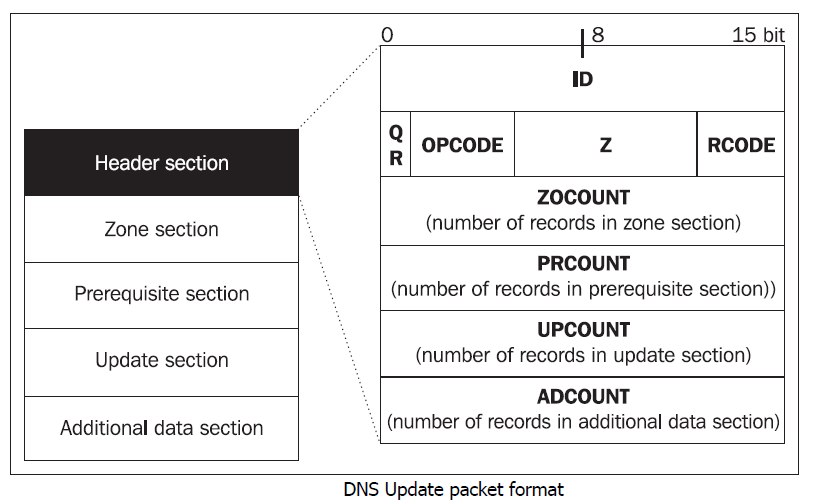 0 8 15 bit
ID
Q
R
OPCODE
Z
RCODE
ZOCOUNT
(number of records in zone section)
PRCOUNT
(number of records in prerequisite section))
UPCOUNT
(number of records in update section)
ADCOUNT
(number of records in additional data section)
Header section
Zone section
Prerequisite section
Update section
Additional data section
DNS Update packet format